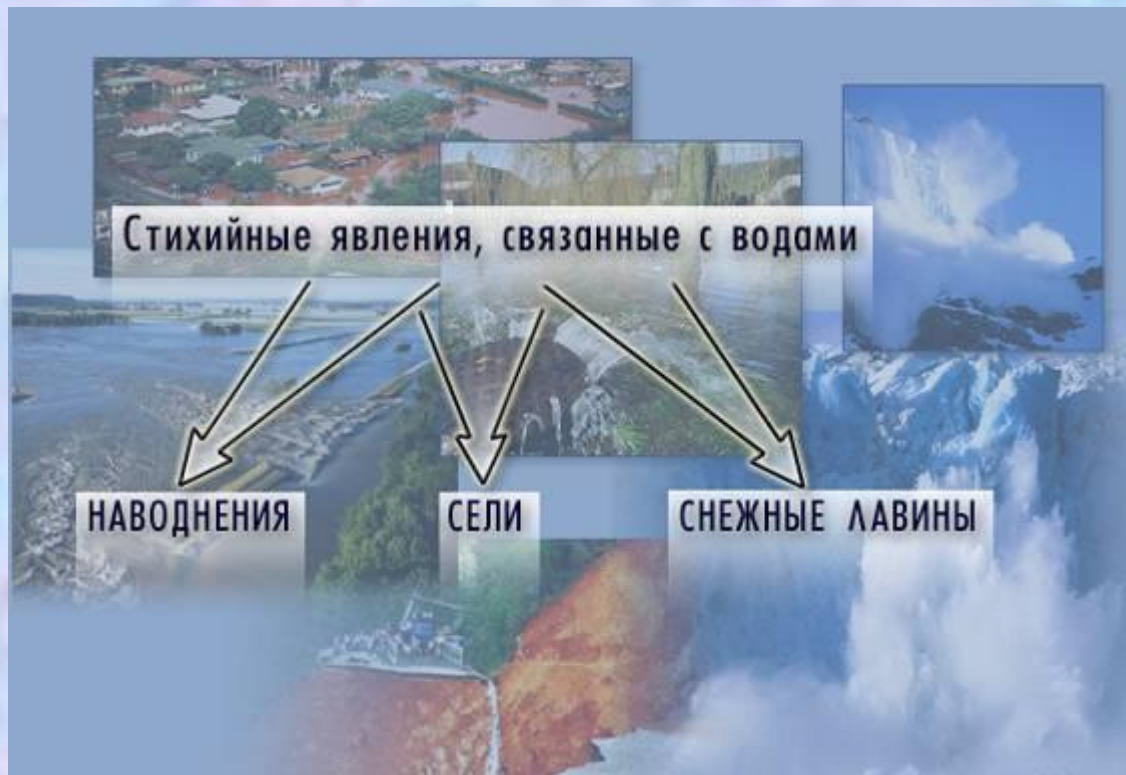 Стихийные явления, связанные с водами
НАВОДНЕНИЯ
СЕЛИ
СНЕЖНЫЕ ЛАВИНЫ